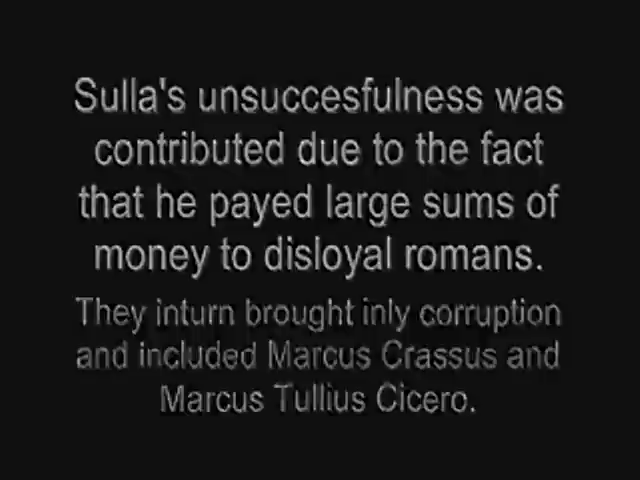 Sulla's unsuccesfulness was
contributed due to the fact
that he payed large sums of
money to disloyal romans.
They inturn brought inly corruption
and included Marcus Crassus and
Marcus Tullius Cicero.